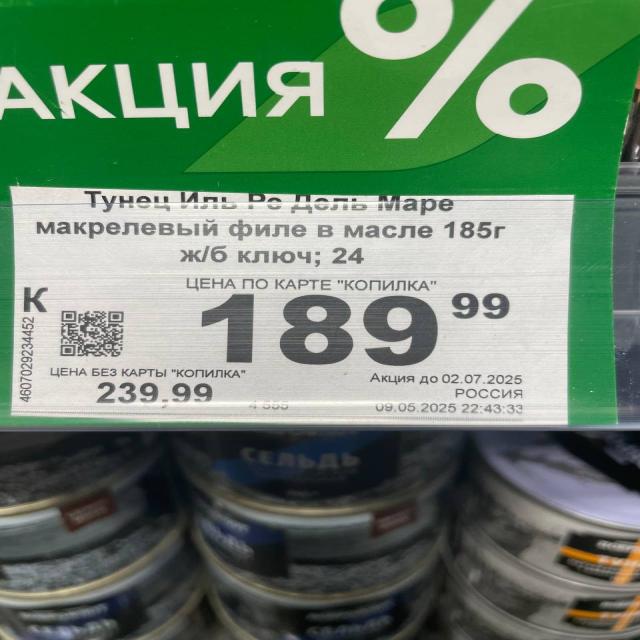 АКЦИЯ %
Тунец Иль Ре Дель Маре
макрелевый филе в масле 185г
ж/б ключ; 24
ЦЕНА ПО КАРТЕ "КОПИЛКА"
189 99
К
4607029234452
ЦЕНА БЕЗ КАРТЫ "КОПИЛКА"
239,99
Акция до 02.07.2025
РОССИЯ
09.05.2025 22:43:33
СЕЛЬДЬ